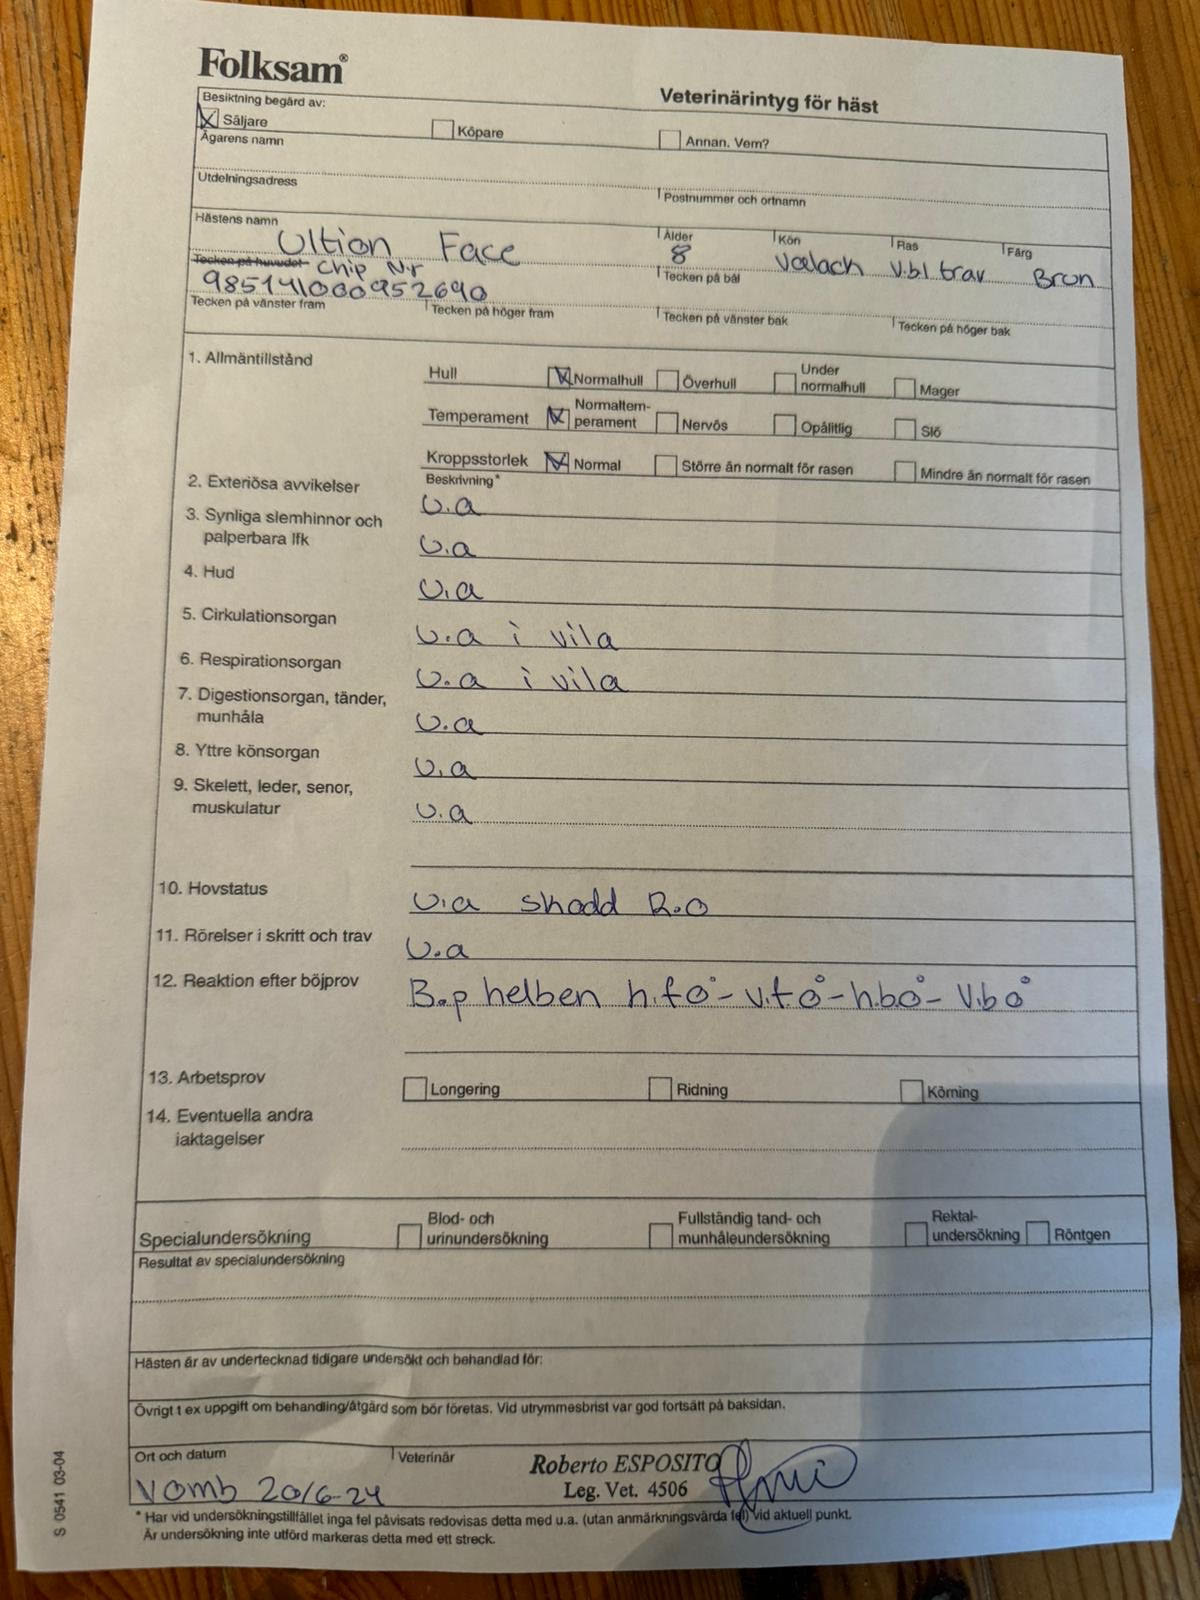 Folksam®
Veterinärintyg för häst
Besiktning begärd av:
Säljare Köpare Annan. Vem?
Ägarens namn
Utdelningsadress Postnummer och ortnamn
Hästens namn Ålder Kön Ras Färg
Ultion Face 8 Valach v.bl trav Brun
Tecken på huvudet Chip Nr Tecken på bål
985141000952690
Tecken på vänster fram Tecken på höger fram Tecken på vänster bak Tecken på höger bak
1. Allmäntillstånd
Hull Normalhull Överhull Under normalhull Mager
Temperament Normaltem-
perament Nervös Opålitlig Slö
Kroppsstorlek Normal Större än normalt för rasen Mindre än normalt för rasen
Beskrivning*
2. Exteriösa avvikelser u.a
3. Synliga slemhinnor och
palperbara lfk u.a
4. Hud u.a
5. Cirkulationsorgan u.a i vila
6. Respirationsorgan u.a i vila
7. Digestionsorgan, tänder,
munhåla u.a
8. Yttre könsorgan u.a
9. Skelett, leder, senor,
muskulatur u.a
10. Hovstatus u.a skodd R.o
11. Rörelser i skritt och trav u.a
12. Reaktion efter böjprov B.p helben h.f o - v.f o - h.b o - V.b o
13. Arbetsprov Longering Ridning Körning
14. Eventuella andra
iaktagelser
Specialundersökning Blod- och
urinundersökning Fullständig tand- och
munhåleundersökning Rektal-
undersökning Röntgen
Resultat av specialundersökning
Hästen är av undertecknad tidigare undersökt och behandlad för:
Övrigt t ex uppgift om behandling/åtgärd som bör företas. Vid utrymmesbrist var god fortsätt på baksidan.
Ort och datum Veterinär
Roberto ESPOSITO
Leg. Vet. 4506
Vomb 20/6-24
* Har vid undersökningstillfället inga fel påvisats redovisas detta med u.a. (utan anmärkningsvärda fel) vid aktuell punkt.
Är undersökning inte utförd markeras detta med ett streck.
S 0541 03-04